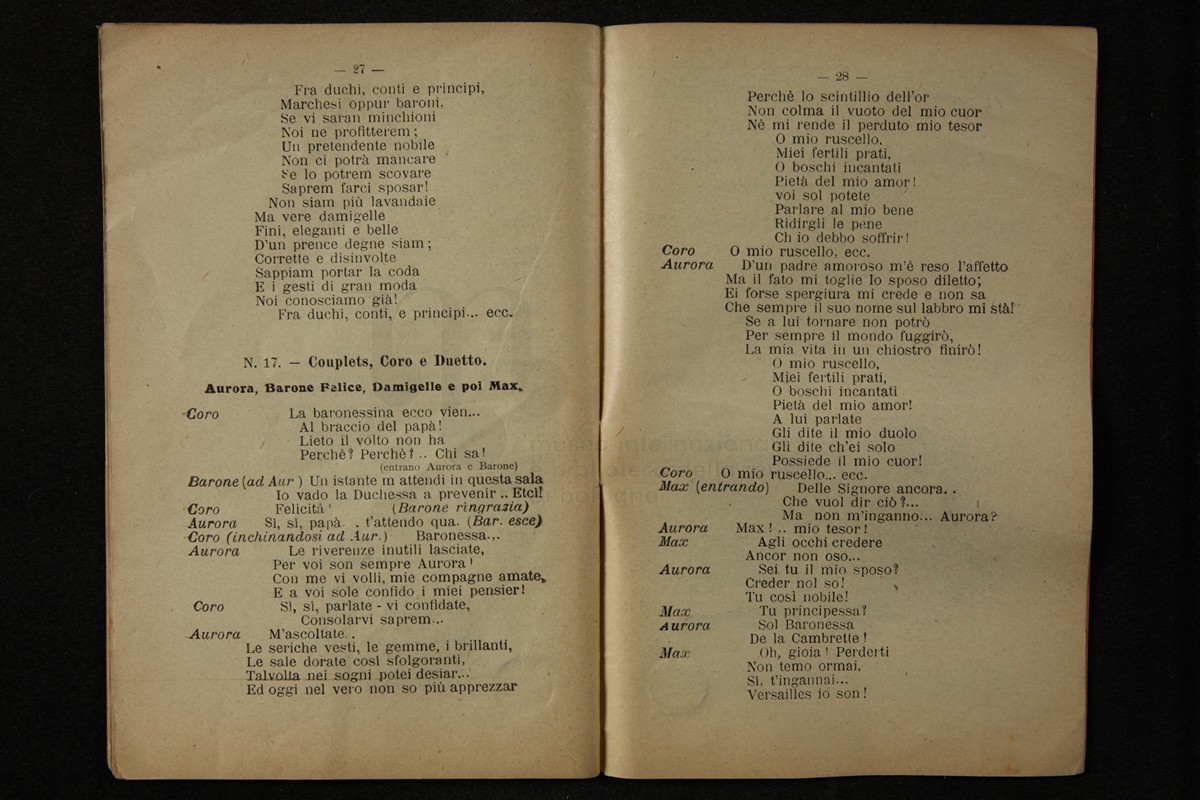 — 27 —
Fra duchi, conti e principi,
Marchesi oppur baroni,
Se vi saran minchioni
Noi ne profitterem;
Un pretendente nobile
Non ci potrà mancare
Se lo potrem scovare
Saprem farci sposar!
Non siam più lavandaie
Ma vere damigelle
Fini, eleganti e belle
D'un prence degne siam;
Corrette e disinvolte
Sappiam portar la coda
E i gesti di gran moda
Noi conosciamo già!
Fra duchi, conti, e principi... ecc.
N. 17. — Couplets, Coro e Duetto.
Aurora, Barone Felice, Damigelle e poi Max.
Coro La baronessina ecco vien...
Al braccio del papà!
Lieto il volto non ha
Perchè? Perchè? .. Chi sa!
(entrano Aurora e Barone)
Barone (ad Aur) Un istante m attendi in questa sala
Io vado la Duchessa a prevenir .. Etcì!
Coro Felicità! (Barone ringrazia)
Aurora Sì, sì, papà. . t'attendo qua. (Bar. esce)
Coro (inchinandosi ad Aur.) Baronessa...
Aurora Le riverenze inutili lasciate,
Per voi son sempre Aurora!
Con me vi volli, mie compagne amate,
E a voi sole confido i miei pensier!
Coro Sì, sì, parlate - vi confidate,
Consolarvi saprem...
Aurora M'ascoltate..
Le seriche vesti, le gemme, i brillanti,
Le sale dorate così sfolgoranti,
Talvolta nei sogni potei desiar...
Ed oggi nel vero non so più apprezzar
— 28 —
Perchè lo scintillio dell'or
Non colma il vuoto del mio cuor
Nè mi rende il perduto mio tesor
O mio ruscello,
Miei fertili prati,
O boschi incantati
Pietà del mio amor!
voi sol potete
Parlare al mio bene
Ridirgli le pene
Ch io debbo soffrir!
Coro O mio ruscello, ecc.
Aurora D'un padre amoroso m'è reso l'affetto
Ma il fato mi toglie lo sposo diletto;
Ei forse spergiura mi crede e non sa
Che sempre il suo nome sul labbro mi stà!
Se a lui tornare non potrò
Per sempre il mondo fuggirò,
La mia vita in un chiostro finirò!
O mio ruscello,
Miei fertili prati,
O boschi incantati
Pietà del mio amor!
A lui parlate
Gli dite il mio duolo
Gli dite ch'ei solo
Possiede il mio cuor!
Coro O mio ruscello... ecc.
Max (entrando) Delle Signore ancora..
Che vuol dir ciò?...
Ma non m'inganno... Aurora?
Aurora Max! .. mio tesor!
Max Agli occhi credere
Ancor non oso...
Aurora Sei tu il mio sposo?
Creder nol so!
Tu così nobile!
Max Tu principessa?
Aurora Sol Baronessa
De la Cambrette!
Max Oh, gioia! Perderti
Non temo ormai,
Sì, t'ingannai...
Versailles io son!